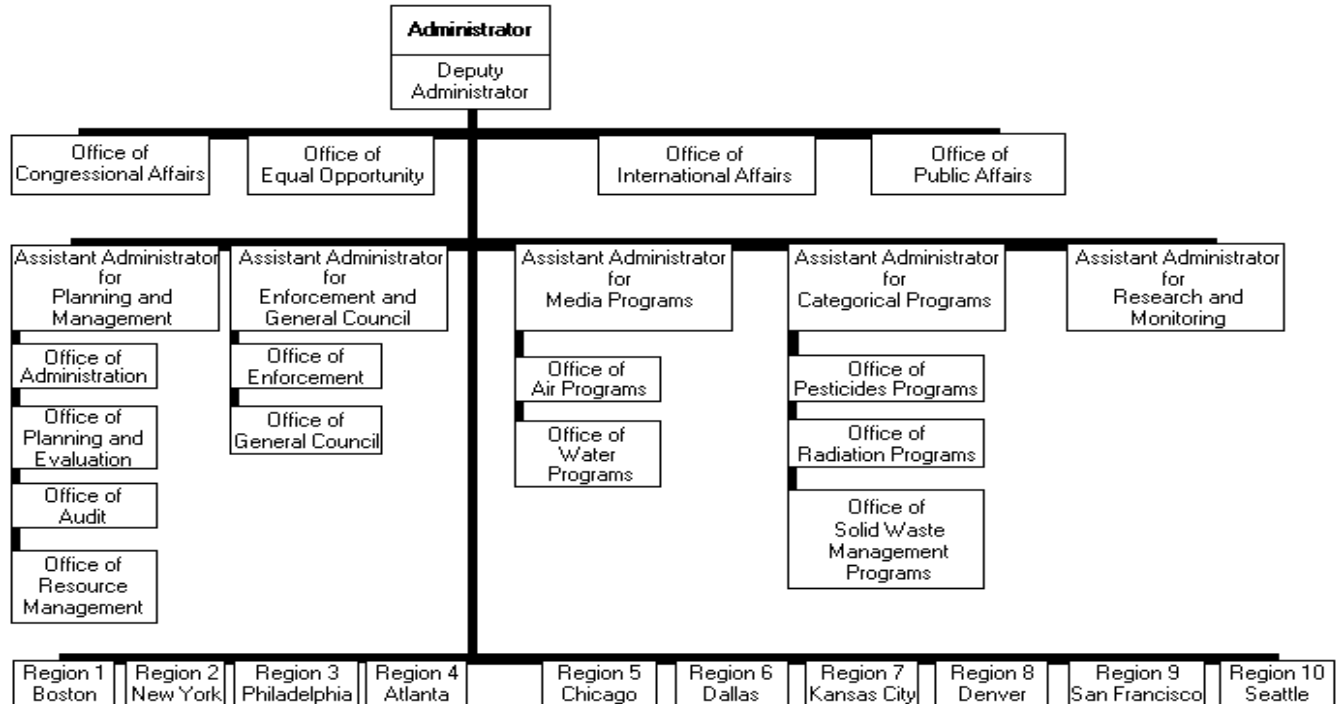 Administrator
Deputy
Administrator
Office of
Congressional Affairs
Office of
Equal Opportunity
Office of
International Affairs
Office of
Public Affairs
Assistant Administrator
for
Planning and
Management
Assistant Administrator
for
Enforcement and
General Council
Assistant Administrator
for
Media Programs
Assistant Administrator
for
Categorical Programs
Assistant Administrator
for
Research and
Monitoring
Office of
Administration
Office of
Planning and
Evaluation
Office of
Audit
Office of
Resource
Management
Office of
Enforcement
Office of
General Council
Office of
Air Programs
Office of
Water
Programs
Office of
Pesticides Programs
Office of
Radiation Programs
Office of
Solid Waste
Management
Programs
Region 1
Boston
Region 2
New York
Region 3
Philadelphia
Region 4
Atlanta
Region 5
Chicago
Region 6
Dallas
Region 7
Kansas City
Region 8
Denver
Region 9
San Francisco
Region 10
Seattle